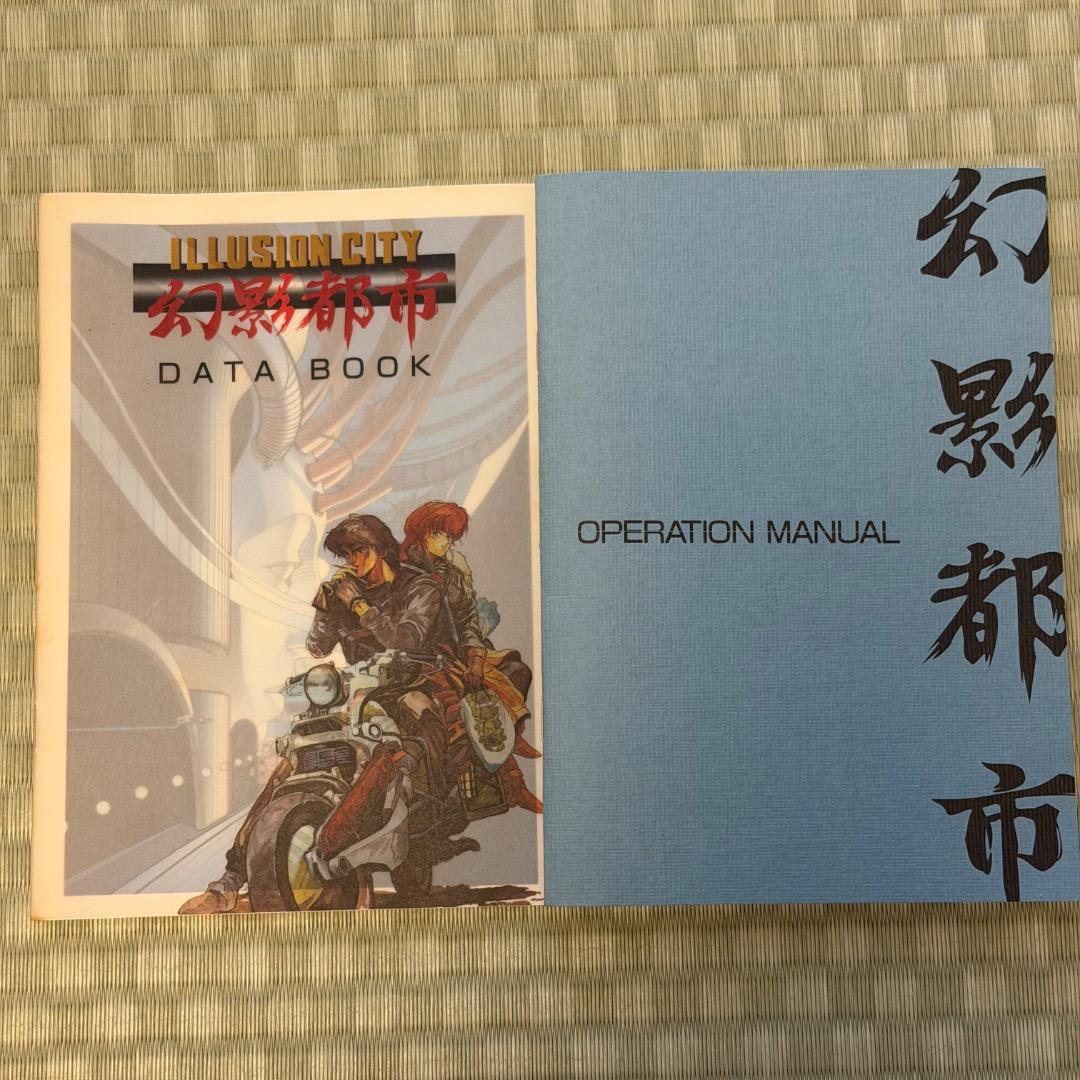 ILLUSION CITY
幻影都市
DATA BOOK
OPERATION MANUAL
幻影都市